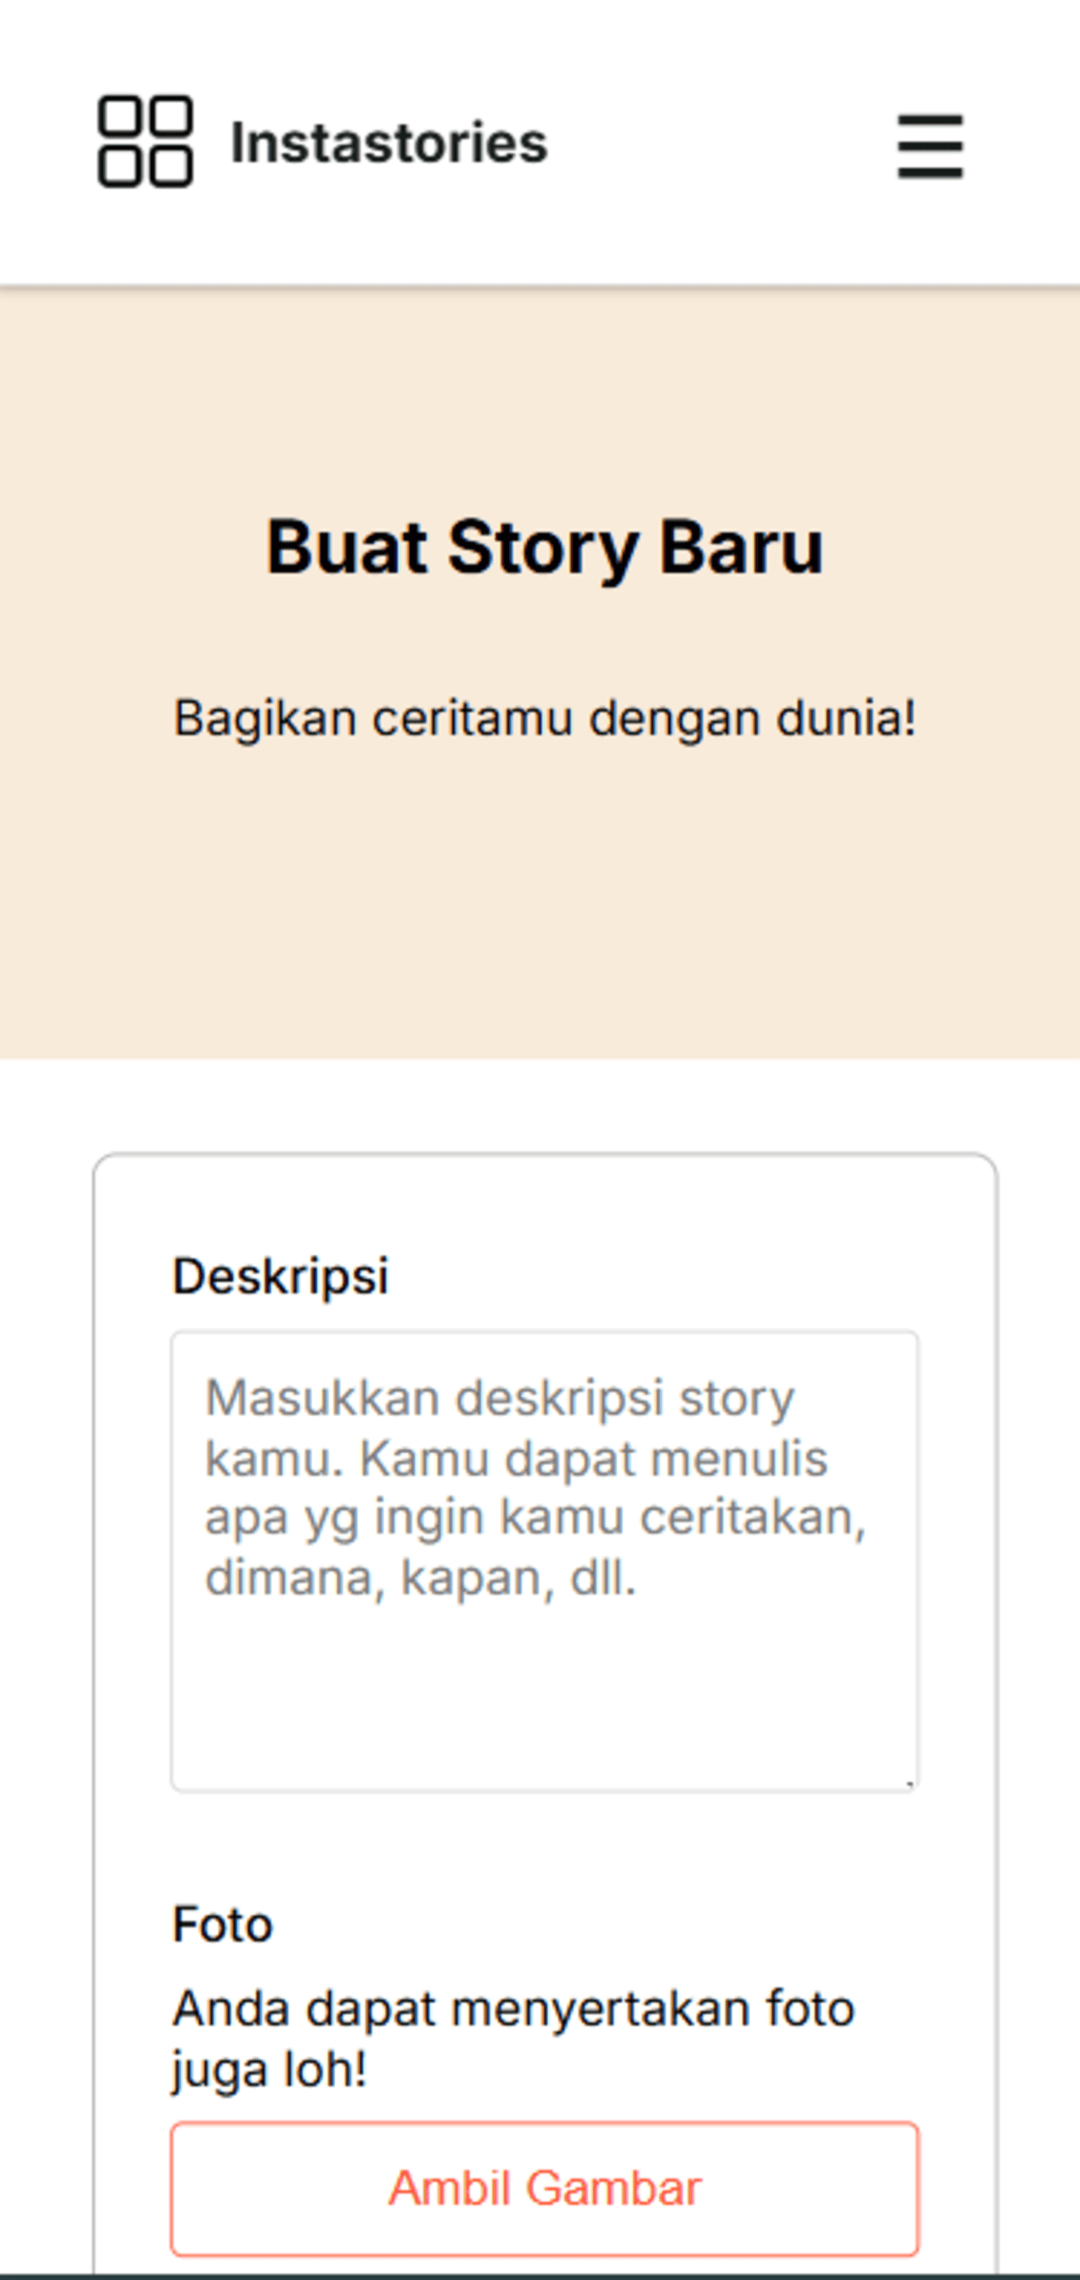 Instastories
Buat Story Baru
Bagikan ceritamu dengan dunia!
Deskripsi
Masukkan deskripsi story
kamu. Kamu dapat menulis
apa yg ingin kamu ceritakan,
dimana, kapan, dll.
Foto
Anda dapat menyertakan foto
juga loh!
Ambil Gambar